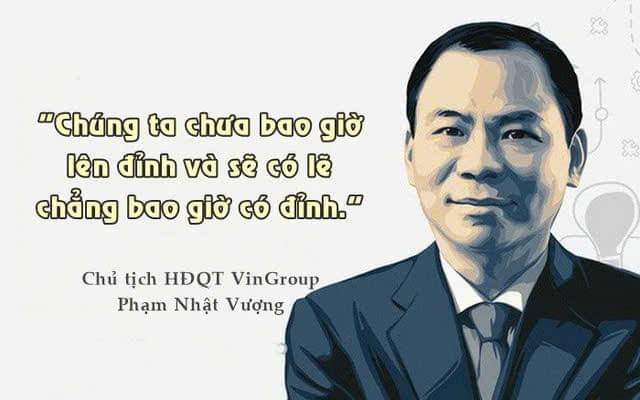 “Chúng ta chưa bao giờ
lên đỉnh và sẽ có lẽ
chẳng bao giờ có đỉnh.”
Chủ tịch HĐQT VinGroup
Phạm Nhật Vượng